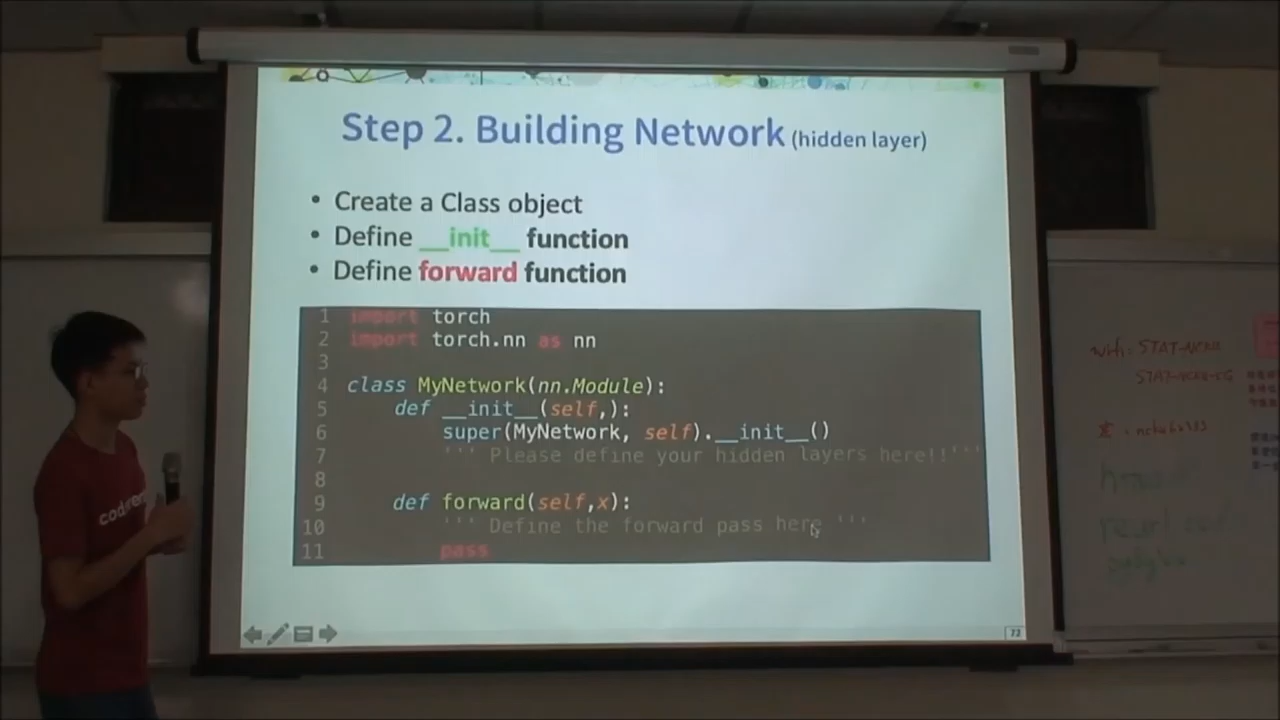 Step 2. Building Network (hidden layer)
• Create a Class object
• Define __init__ function
• Define forward function
1 import torch
2 import torch.nn as nn
3
4 class MyNetwork(nn.Module):
5 def __init__(self,):
6 super(MyNetwork, self).__init__()
7 ''' Please define your hidden layers here!!'''
8
9 def forward(self,x):
10 ''' Define the forward pass here '''
11 pass
72